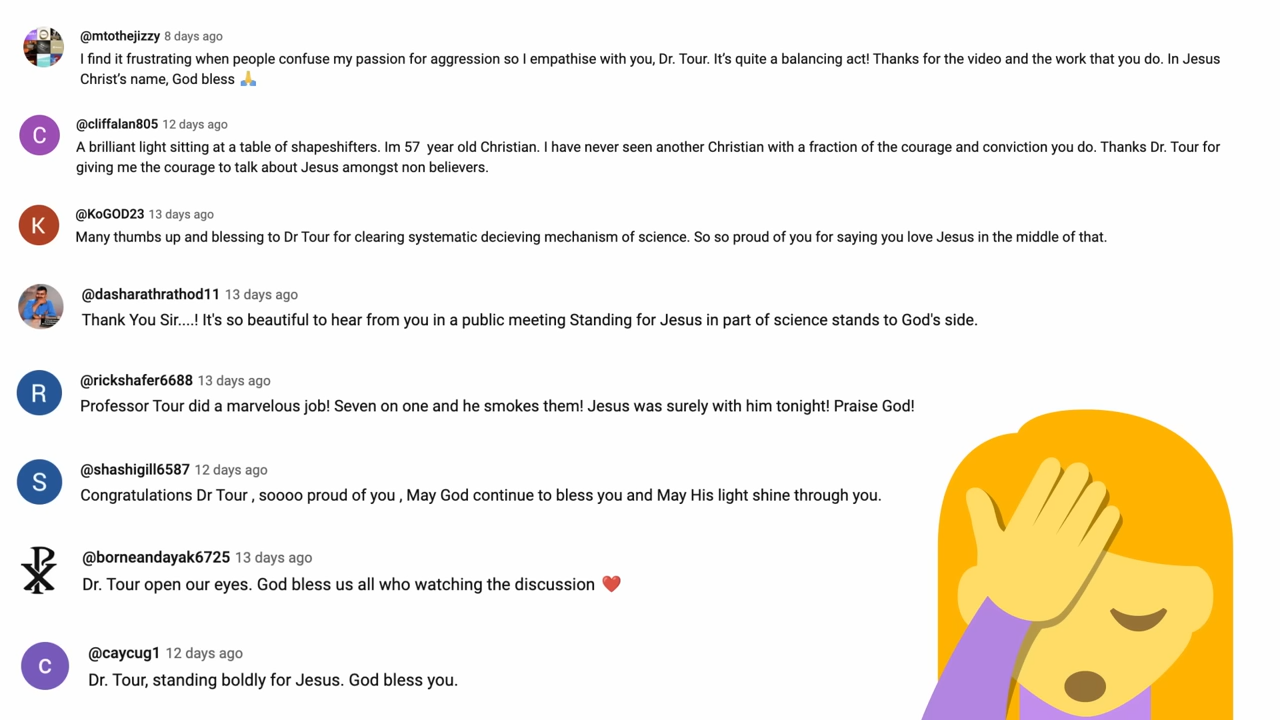 @mtothejizzy 8 days ago
I find it frustrating when people confuse my passion for aggression so I empathise with you, Dr. Tour. It's quite a balancing act! Thanks for the video and the work that you do. In Jesus
Christ's name, God bless 🙏
C
@cliffalan805 12 days ago
A brilliant light sitting at a table of shapeshifters. Im 57 year old Christian. I have never seen another Christian with a fraction of the courage and conviction you do. Thanks Dr. Tour for
giving me the courage to talk about Jesus amongst non believers.
K
@KoGOD23 13 days ago
Many thumbs up and blessing to Dr Tour for clearing systematic decieving mechanism of science. So so proud of you for saying you love Jesus in the middle of that.
@dasharathrathod11 13 days ago
Thank You Sir....! It's so beautiful to hear from you in a public meeting Standing for Jesus in part of science stands to God's side.
R
@rickshafer6688 13 days ago
Professor Tour did a marvelous job! Seven on one and he smokes them! Jesus was surely with him tonight! Praise God!
S
@shashigill6587 12 days ago
Congratulations Dr Tour , soooo proud of you , May God continue to bless you and May His light shine through you.
@borneandayak6725 13 days ago
Dr. Tour open our eyes. God bless us all who watching the discussion ❤️
c
@caycug1 12 days ago
Dr. Tour, standing boldly for Jesus. God bless you.